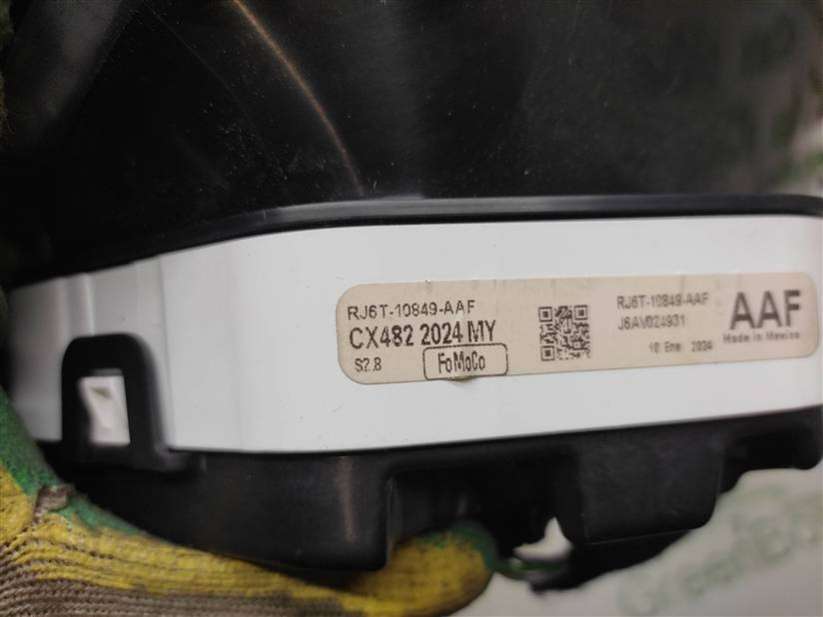 RJ6T-10849-AAF
CX482 2024 MY
S2.8
FoMoCo
RJ6T-10849-AAF
J6AV024931
10 Ene 2024
AAF
Made in Mexico